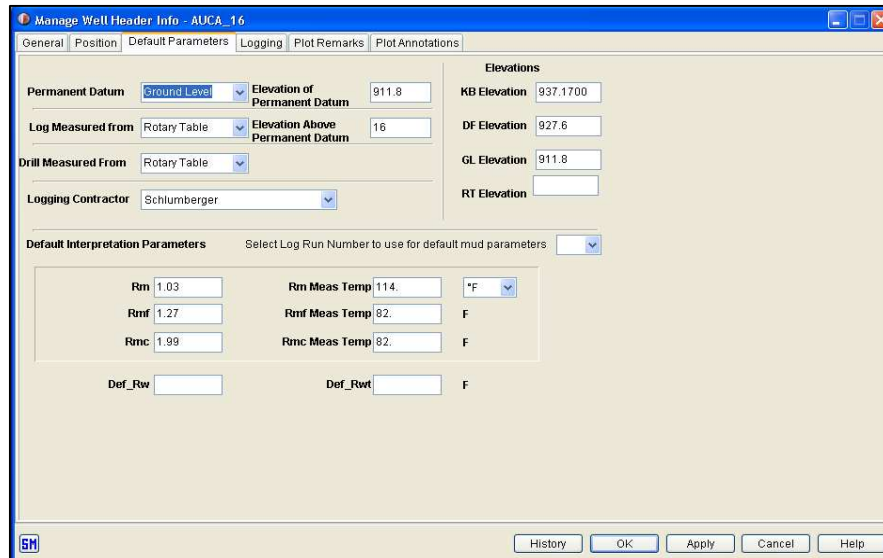 Manage Well Header Info - AUCA_16
General Position Default Parameters Logging Plot Remarks Plot Annotations
Elevations
Permanent Datum Ground Level Elevation of Permanent Datum 911.8 KB Elevation 937.1700
Log Measured from Rotary Table Elevation Above Permanent Datum 16 DF Elevation 927.6
Drill Measured From Rotary Table GL Elevation 911.8
Logging Contractor Schlumberger RT Elevation
Default Interpretation Parameters Select Log Run Number to use for default mud parameters
Rm 1.03 Rm Meas Temp 114. °F
Rmf 1.27 Rmf Meas Temp 82. F
Rmc 1.99 Rmc Meas Temp 82. F
Def_Rw Def_Rwt F
SM History OK Apply Cancel Help